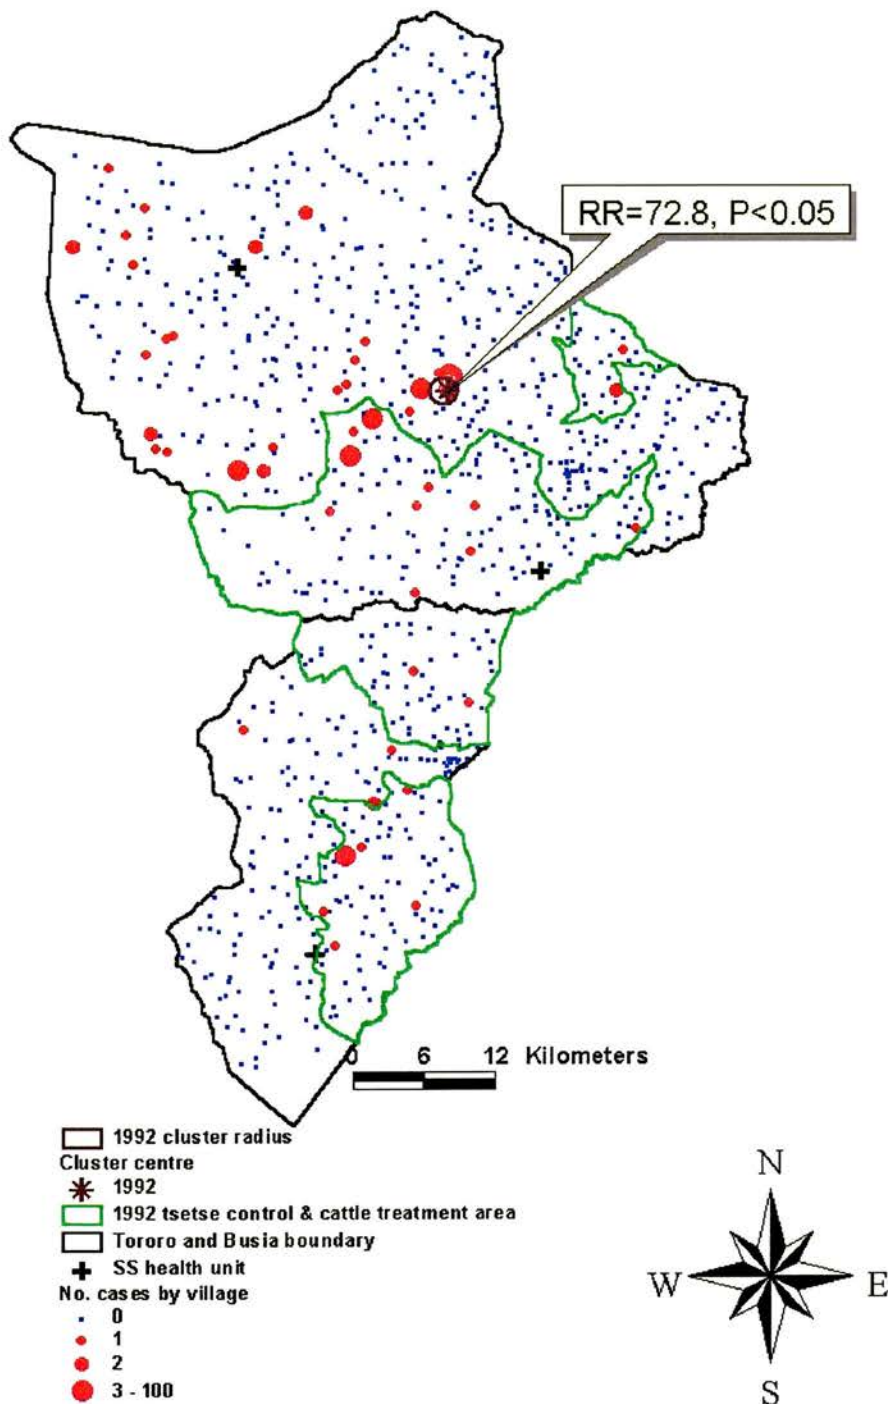 RR=72.8, P<0.05
0 6 12 Kilometers
1992 cluster radius
Cluster centre
1992
1992 tsetse control & cattle treatment area
Tororo and Busia boundary
SS health unit
No. cases by village
0
1
2
3 - 100
N
W E
S